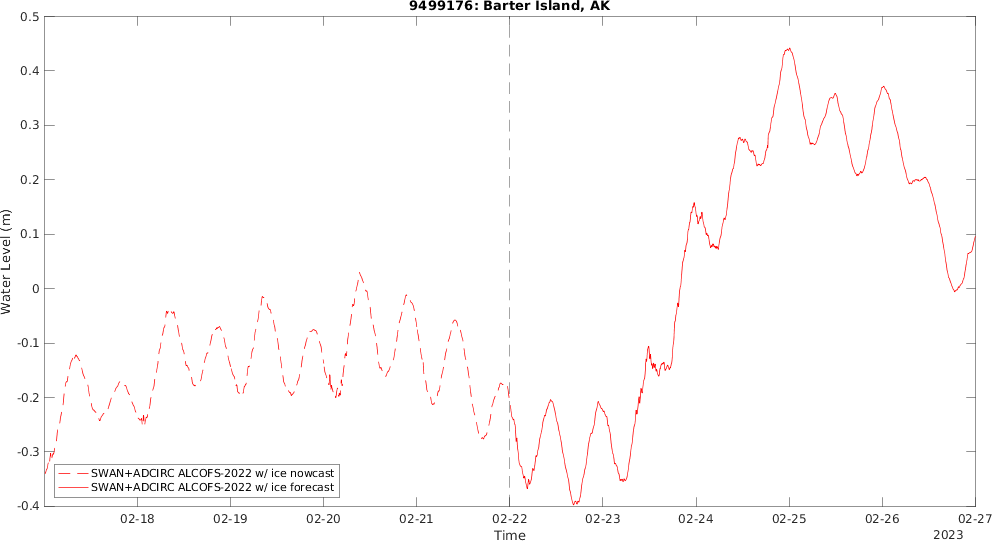 9499176: Barter Island, AK
Water Level (m)
0.5
0.4
0.3
0.2
0.1
0
-0.1
-0.2
-0.3
-0.4
SWAN+ADCIRC ALCOFS-2022 w/ ice nowcast
SWAN+ADCIRC ALCOFS-2022 w/ ice forecast
02-18 02-19 02-20 02-21 02-22 02-23 02-24 02-25 02-26 02-27
Time
2023